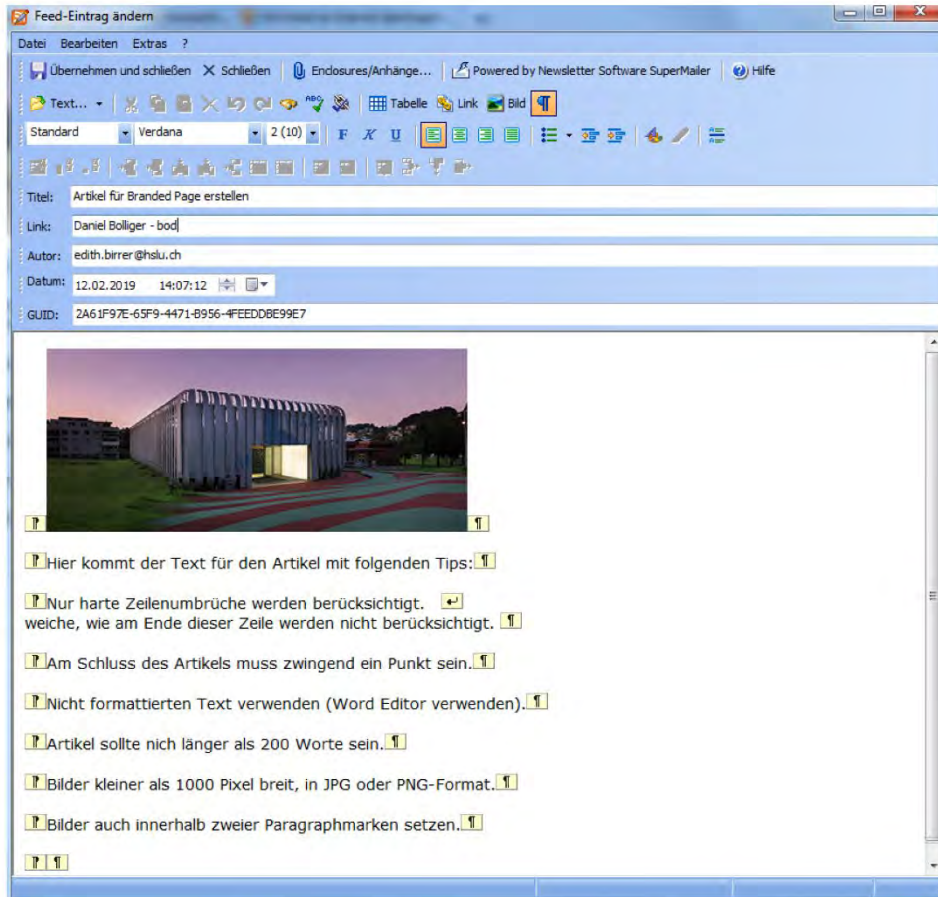 Feed-Eintrag ändern
Datei Bearbeiten Extras ?
Übernehmen und schließen Schließen Enclosures/Anhänge... Powered by Newsletter Software SuperMailer Hilfe
Text... ABC Tabelle Link Bild ¶
Standard Verdana 2 (10) F K U
Titel: Artikel für Branded Page erstellen
Link: Daniel Bolliger - bod
Autor: edith.birrer@hslu.ch
Datum: 12.02.2019 14:07:12
GUID: 2A61F97E-65F9-4471-B956-4FEEDDBE99E7
Hier kommt der Text für den Artikel mit folgenden Tips:
Nur harte Zeilenumbrüche werden berücksichtigt.
weiche, wie am Ende dieser Zeile werden nicht berücksichtigt.
Am Schluss des Artikels muss zwingend ein Punkt sein.
Nicht formattierten Text verwenden (Word Editor verwenden).
Artikel sollte nich länger als 200 Worte sein.
Bilder kleiner als 1000 Pixel breit, in JPG oder PNG-Format.
Bilder auch innerhalb zweier Paragraphmarken setzen.